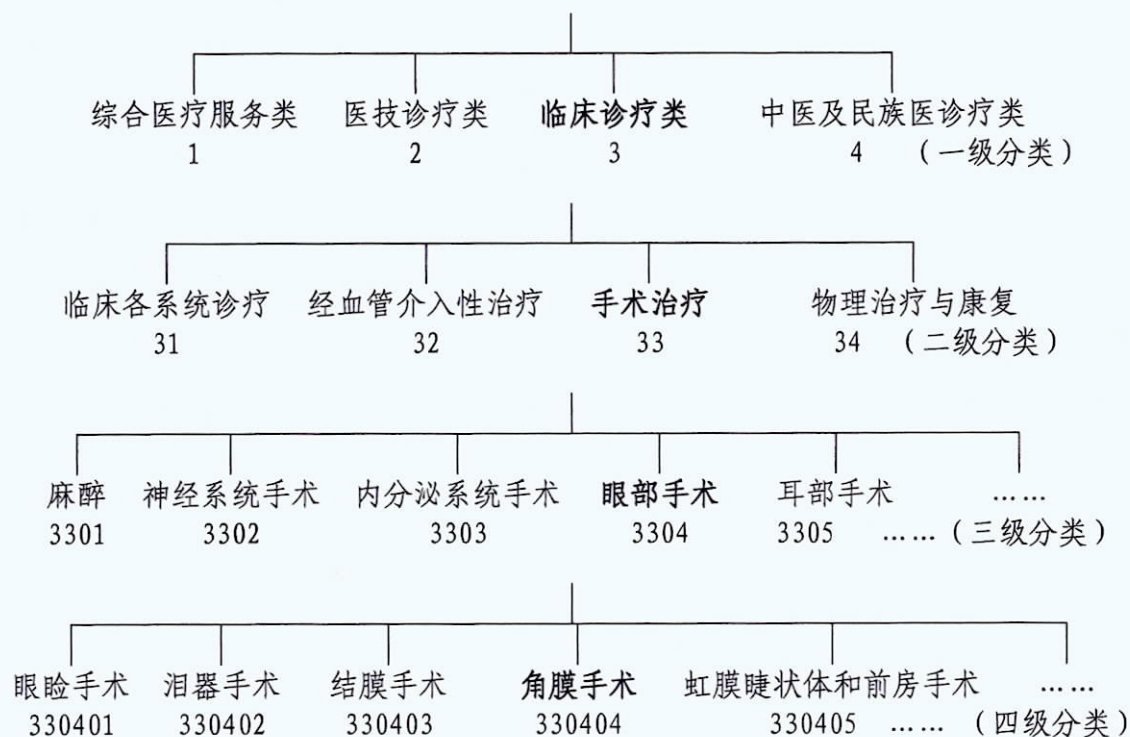 综合医疗服务类 医技诊疗类 临床诊疗类 中医及民族医诊疗类
1 2 3 4 （一级分类）
临床各系统诊疗 经血管介入性治疗 手术治疗 物理治疗与康复
31 32 33 34 （二级分类）
麻醉 神经系统手术 内分泌系统手术 眼部手术 耳部手术 ……
3301 3302 3303 3304 3305 ……（三级分类）
眼睑手术 泪器手术 结膜手术 角膜手术 虹膜睫状体和前房手术 ……
330401 330402 330403 330404 330405 ……（四级分类）